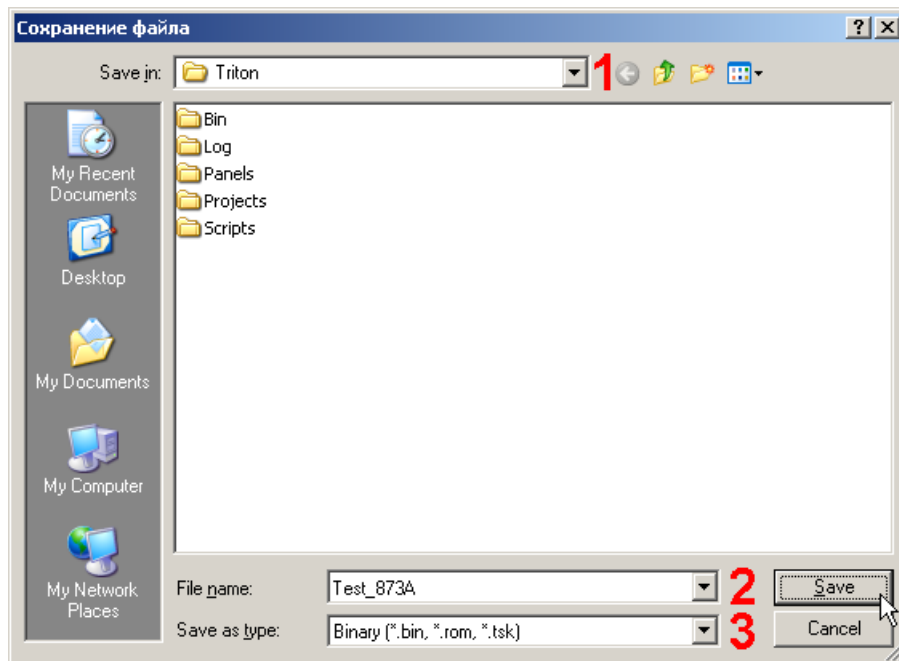 Сохранение файла
Save in: Triton 1
Bin
Log
Panels
Projects
Scripts
My Recent
Documents
Desktop
My Documents
My Computer
My Network
Places
File name: Test_873A 2 Save
Save as type: Binary (*.bin, *.rom, *.tsk) 3 Cancel